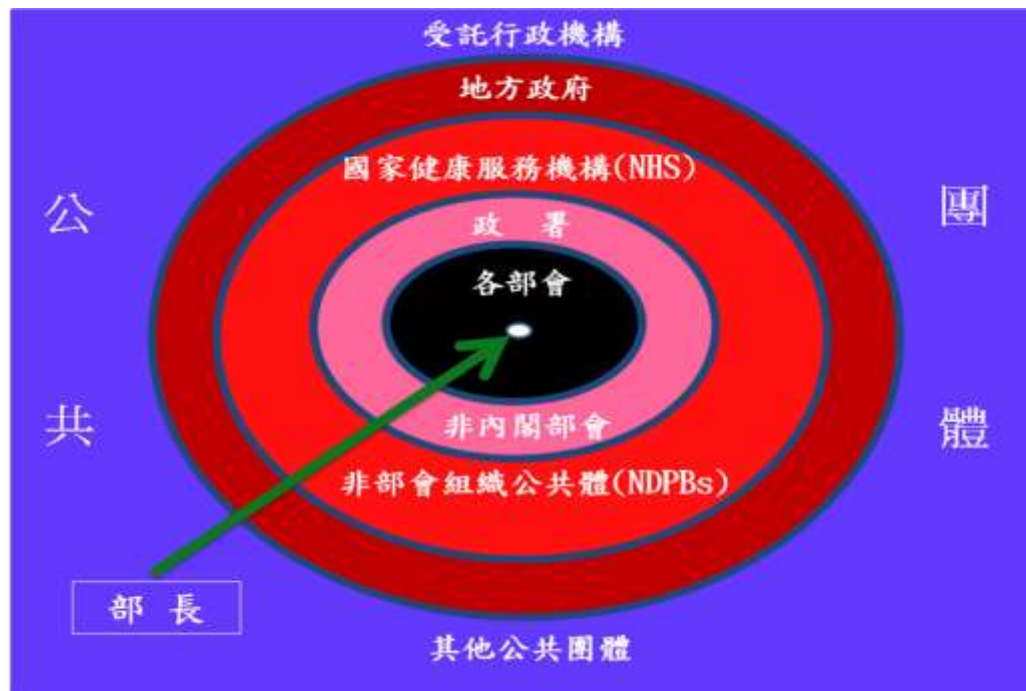 受託行政機構
地方政府
國家健康服務機構(NHS)
公
團
政 署
各部會
共
體
非內閣部會
非部會組織公共體(NDPBs)
部 長
其他公共團體